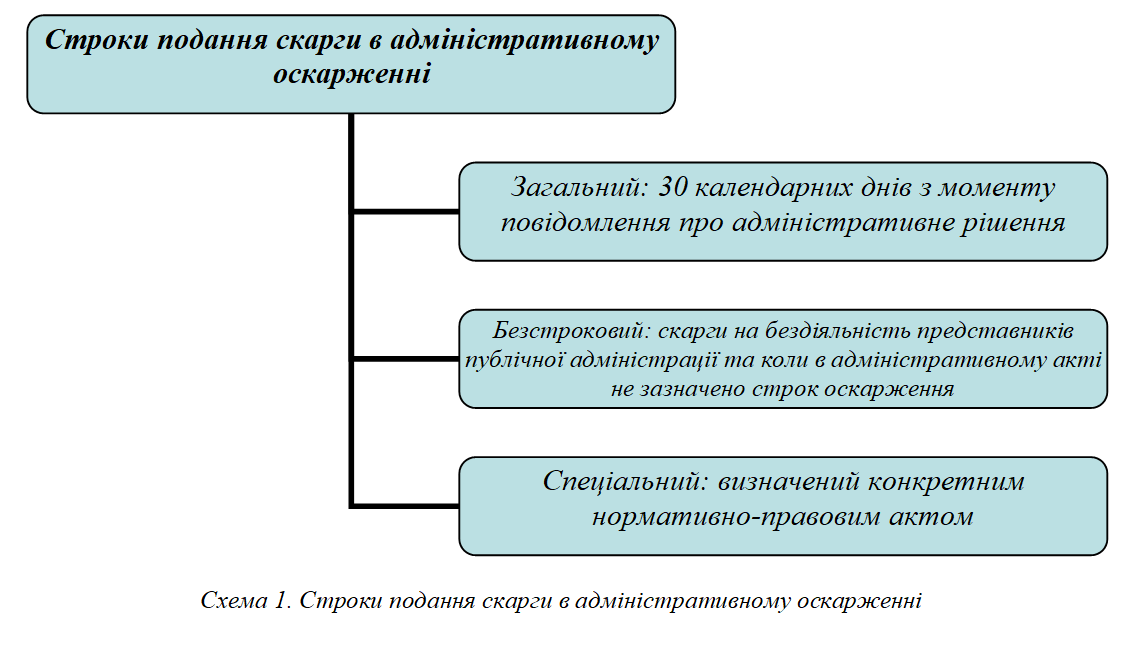 Строки подання скарги в адміністративному
оскарженні
Загальний: 30 календарних днів з моменту
повідомлення про адміністративне рішення
Безстроковий: скарги на бездіяльність представників
публічної адміністрації та коли в адміністративному акті
не зазначено строк оскарження
Спеціальний: визначений конкретним
нормативно-правовим актом
Схема 1. Строки подання скарги в адміністративному оскарженні